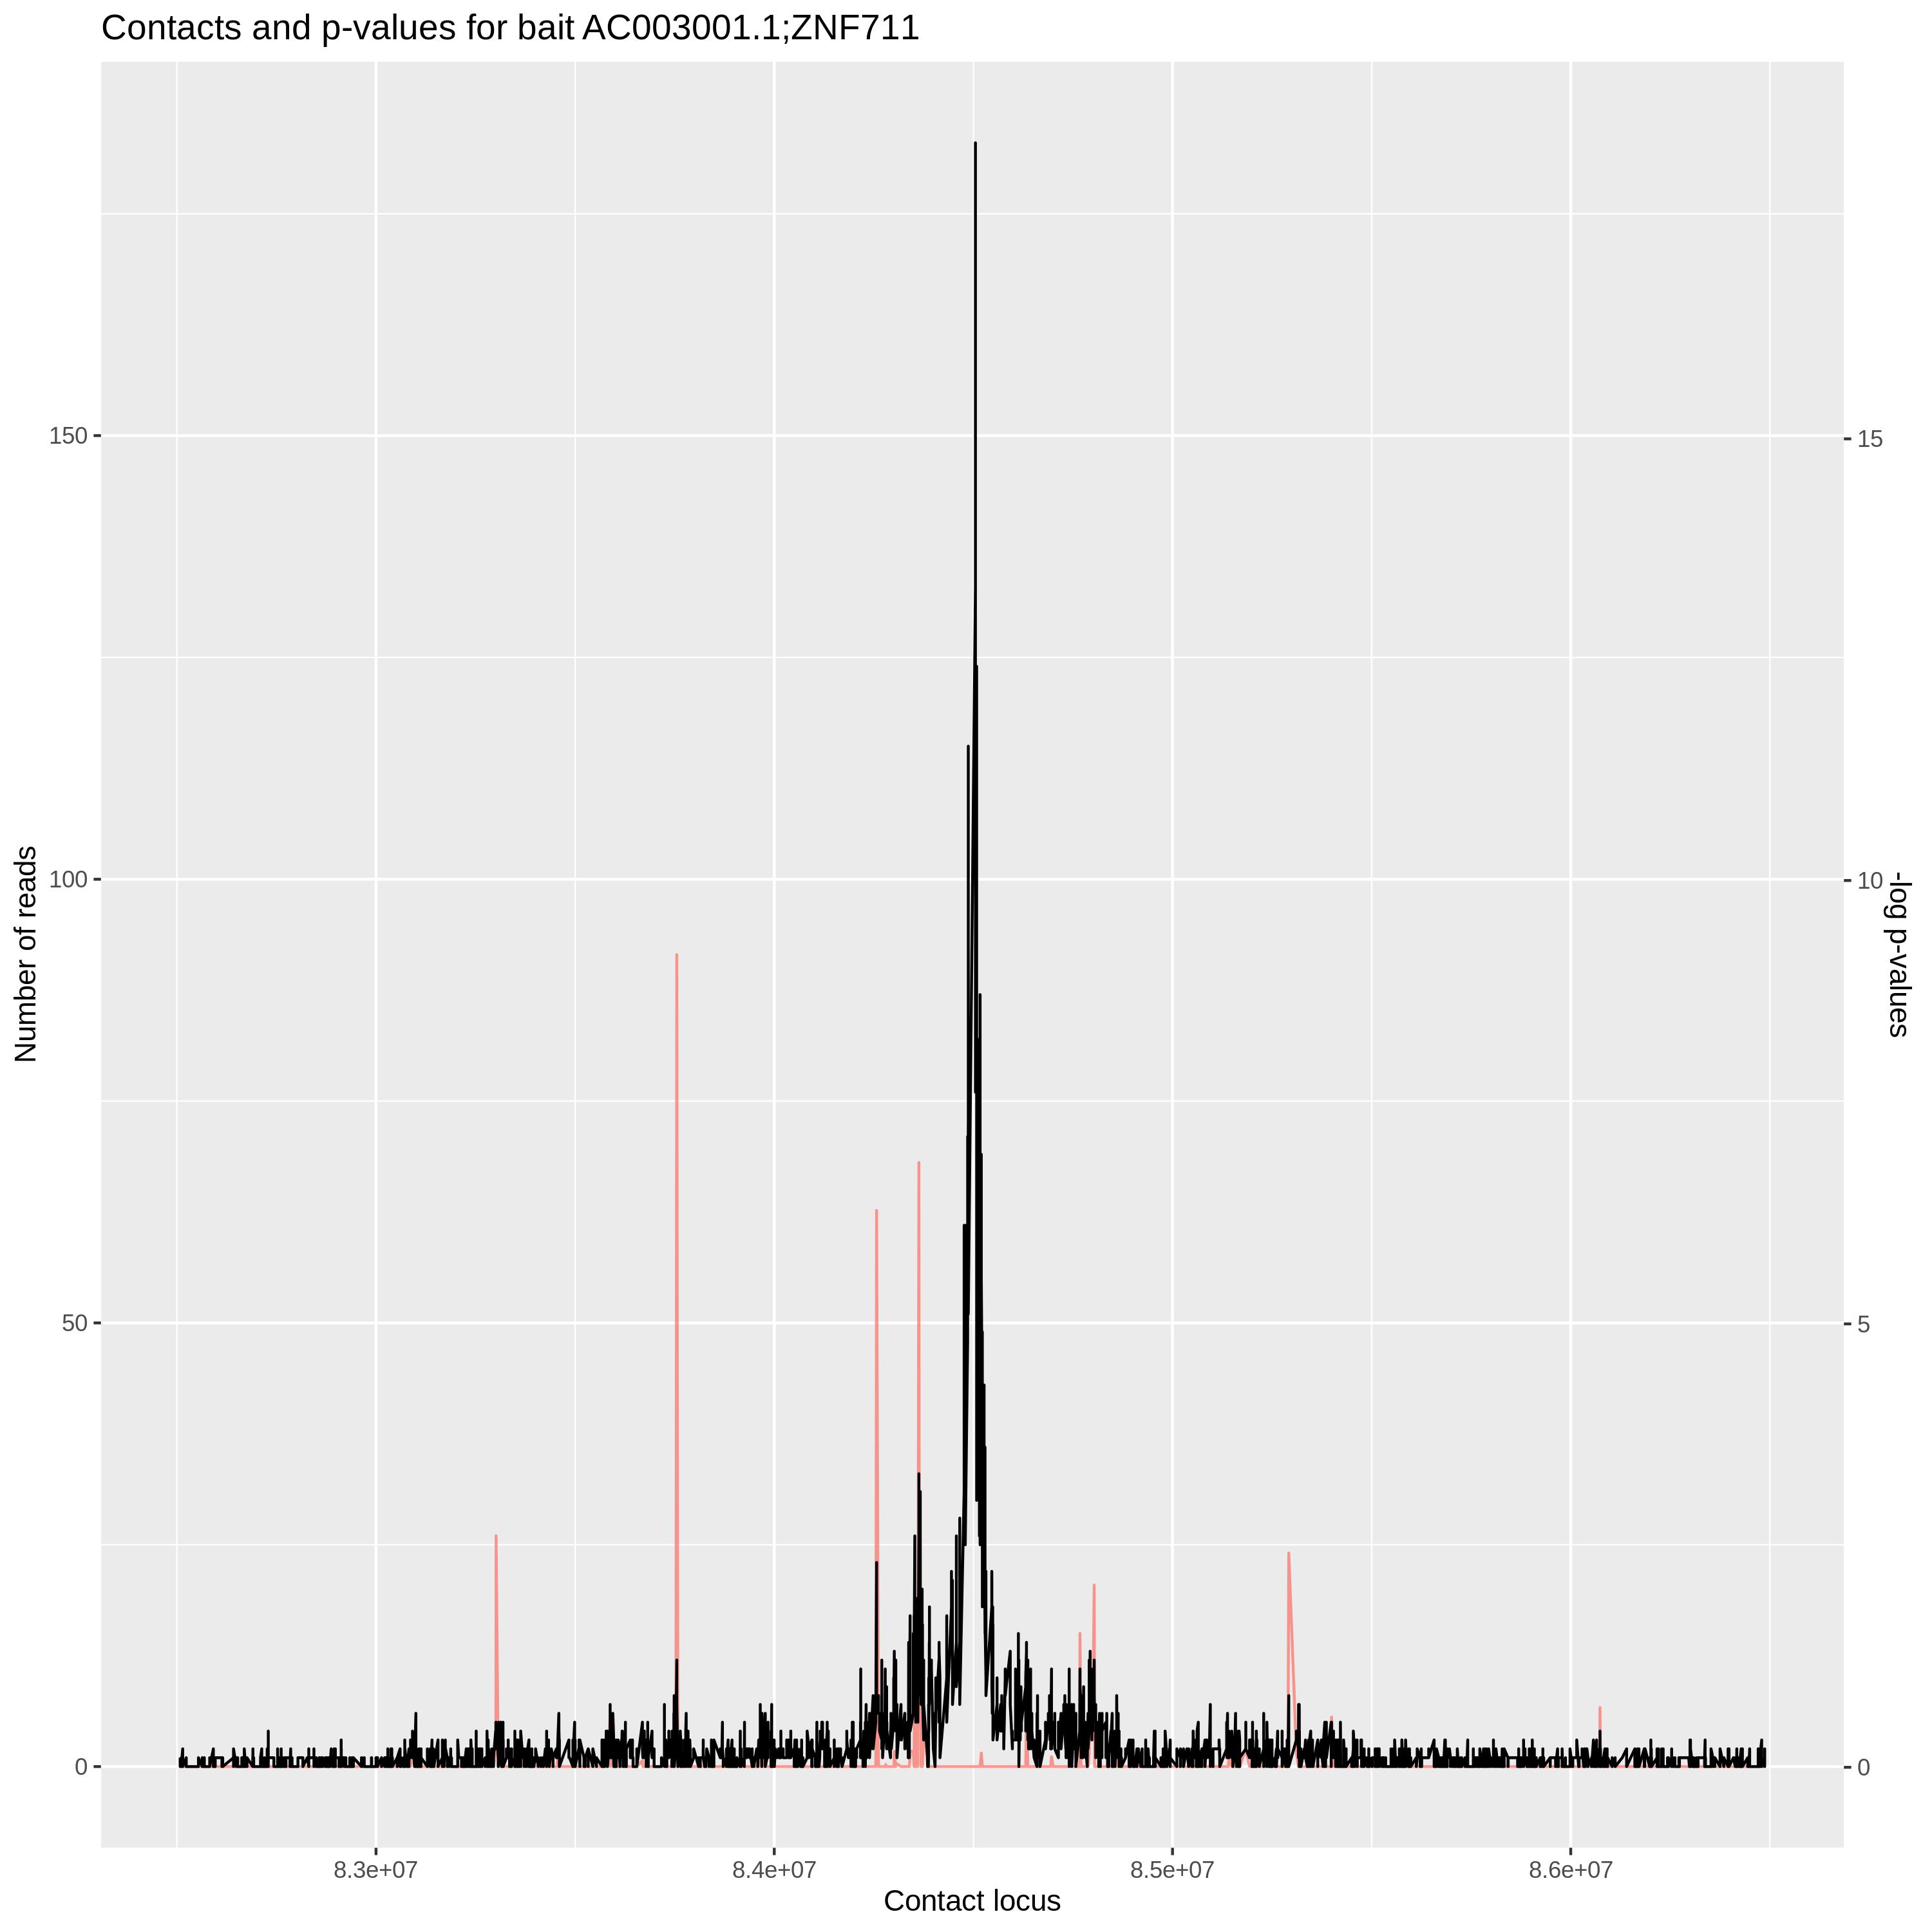 Contacts and p-values for bait AC003001.1;ZNF711
150
100
50
0
Number of reads
15
10
5
0
-log p-values
8.3e+07
8.4e+07
8.5e+07
8.6e+07
Contact locus